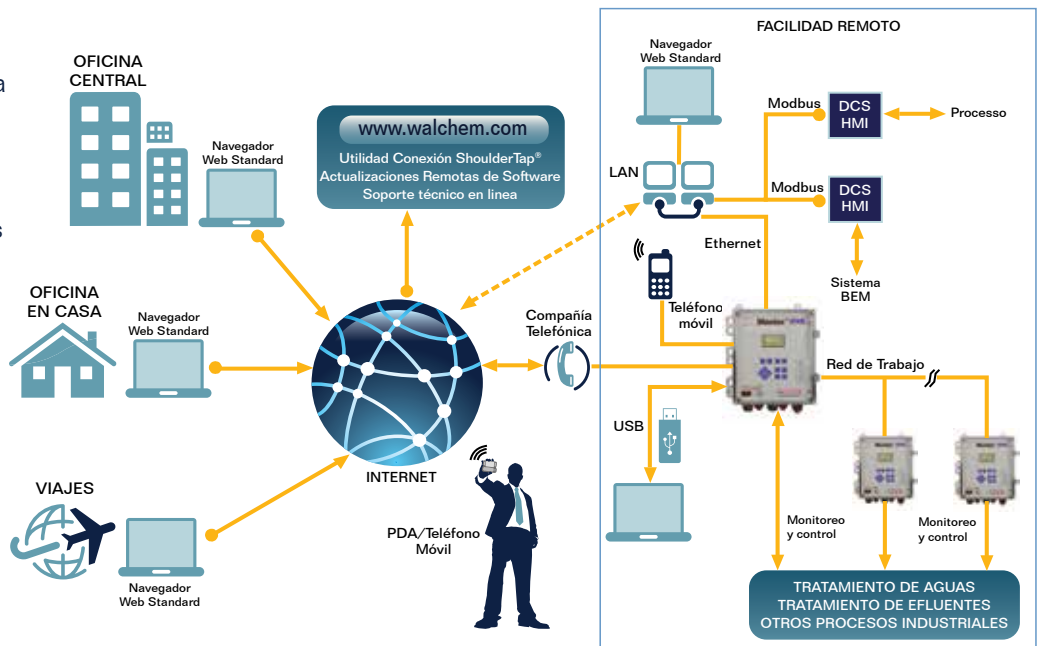 FACILIDAD REMOTO
OFICINA
CENTRAL
a
s
Navegador
Web Standard
www.walchem.com
Utilidad Conexión ShoulderTap®
Actualizaciones Remotas de Software
Soporte técnico en linea
Navegador
Web Standard
LAN
Modbus
DCS
HMI
Processo
Modbus
DCS
HMI
Sistema
BEM
Ethernet
Teléfono
móvil
OFICINA
EN CASA
Navegador
Web Standard
INTERNET
Compañía
Telefónica
Red de Trabajo
USB
VIAJES
Navegador
Web Standard
PDA/Teléfono
Móvil
Monitoreo
y control
Monitoreo
y control
TRATAMIENTO DE AGUAS
TRATAMIENTO DE EFLUENTES
OTROS PROCESOS INDUSTRIALES